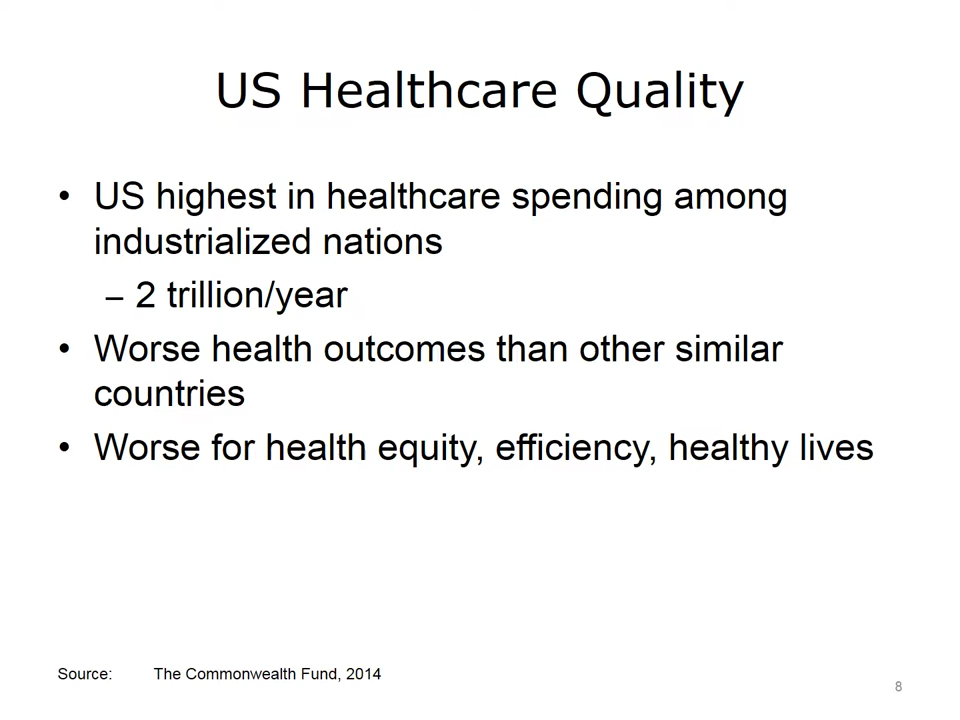 US Healthcare Quality
• US highest in healthcare spending among
industrialized nations
– 2 trillion/year
• Worse health outcomes than other similar
countries
• Worse for health equity, efficiency, healthy lives
Source: The Commonwealth Fund, 2014
8